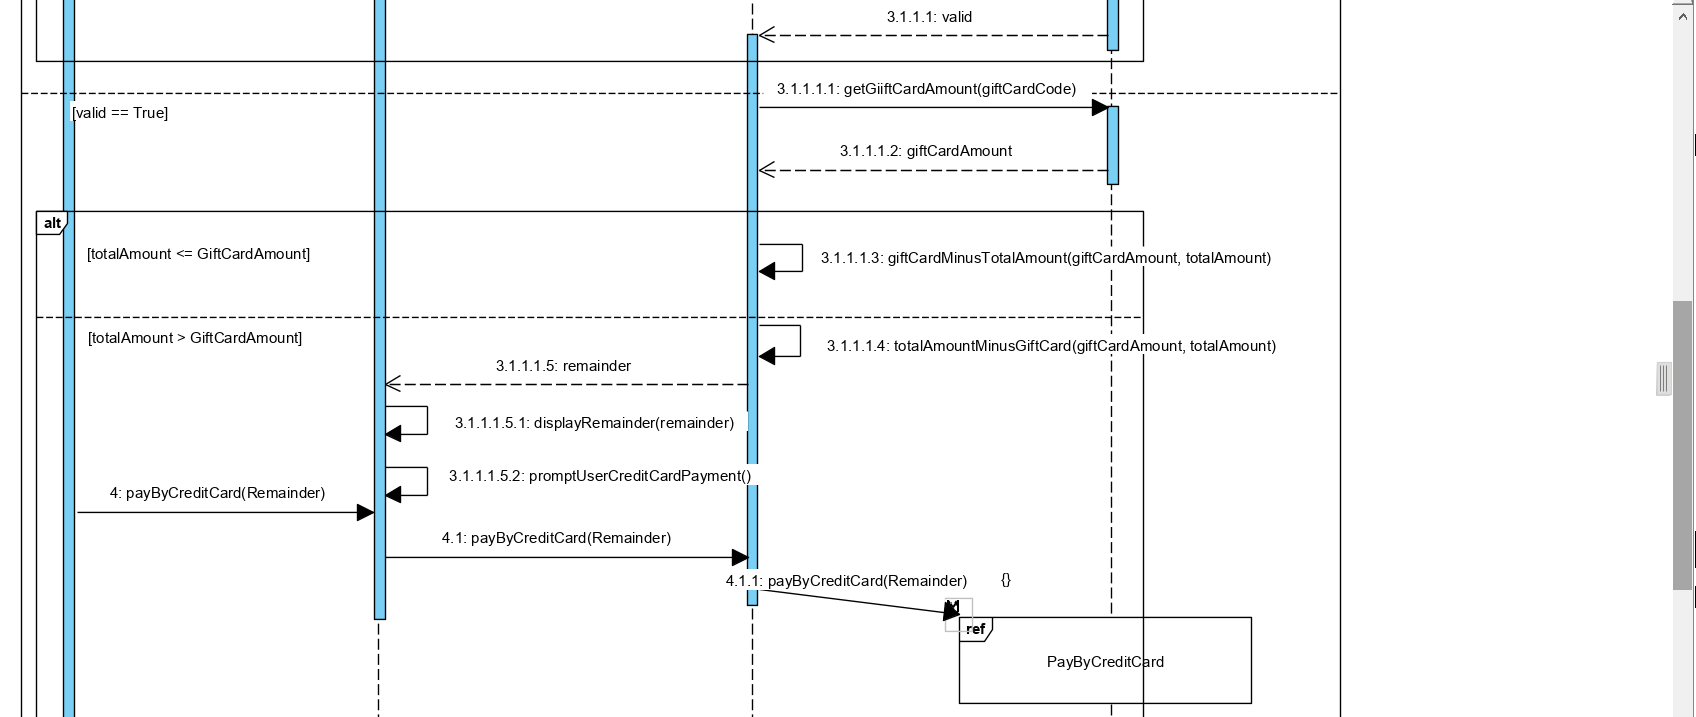 3.1.1.1: valid
3.1.1.1.1: getGiiftCardAmount(giftCardCode)
[valid == True]
3.1.1.1.2: giftCardAmount
alt
[totalAmount <= GiftCardAmount]
3.1.1.1.3: giftCardMinusTotalAmount(giftCardAmount, totalAmount)
[totalAmount > GiftCardAmount]
3.1.1.1.4: totalAmountMinusGiftCard(giftCardAmount, totalAmount)
3.1.1.1.5: remainder
3.1.1.1.5.1: displayRemainder(remainder)
3.1.1.1.5.2: promptUserCreditCardPayment()
4: payByCreditCard(Remainder)
4.1: payByCreditCard(Remainder)
4.1.1: payByCreditCard(Remainder)
{}
ref
PayByCreditCard